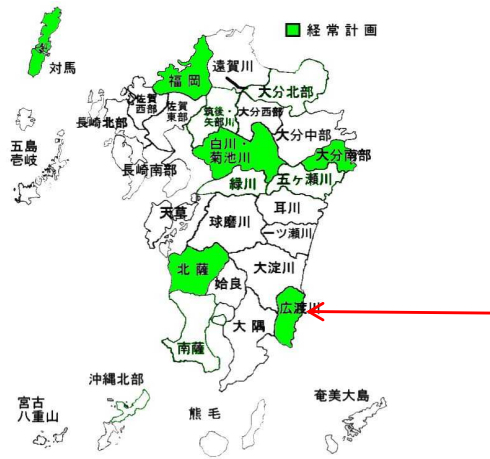 経常計画
対馬
遠賀川
福岡
大分北部
佐賀
西部
佐賀
東部
筑後・
矢部川
大分西部
長崎北部
大分中部
五島
壱岐
白川・
菊池川
大分南部
長崎南部
緑川
五ヶ瀬川
天草
球磨川
耳川
一ツ瀬川
北薩
姶良
大淀川
広渡川
大隅
南薩
沖縄北部
宮古
八重山
熊毛
奄美大島